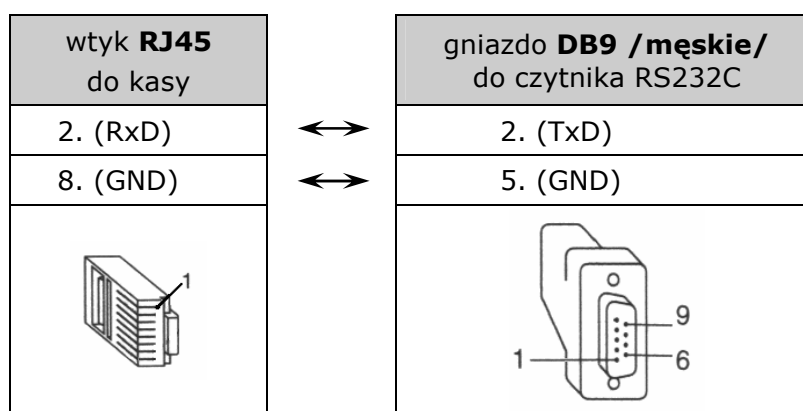 wtyk RJ45
do kasy
gniazdo DB9 /męskie/
do czytnika RS232C
2. (RxD)
2. (TxD)
8. (GND)
5. (GND)
1
9
1
6